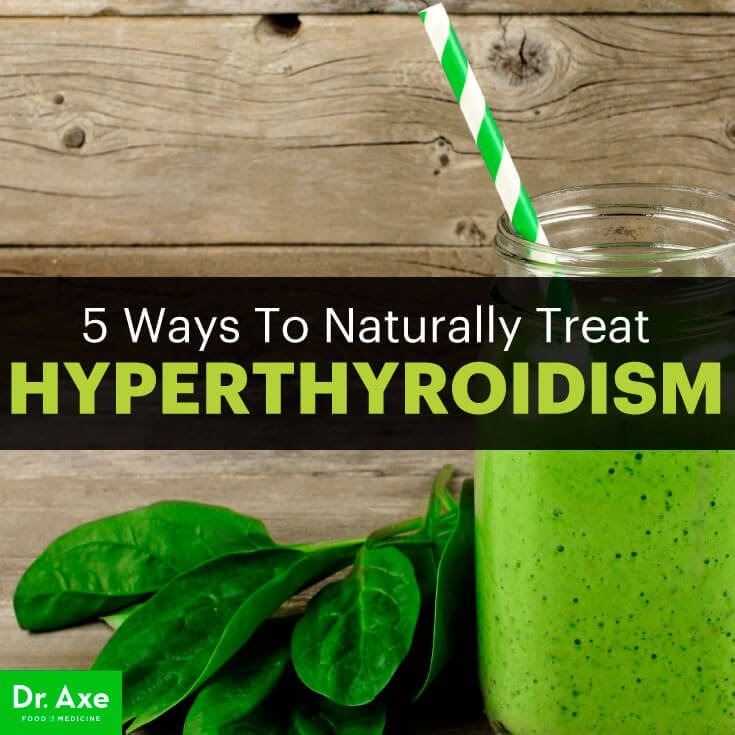 5 Ways To Naturally Treat
HYPERTHYROIDISM
Dr. Axe
FOOD IS MEDICINE